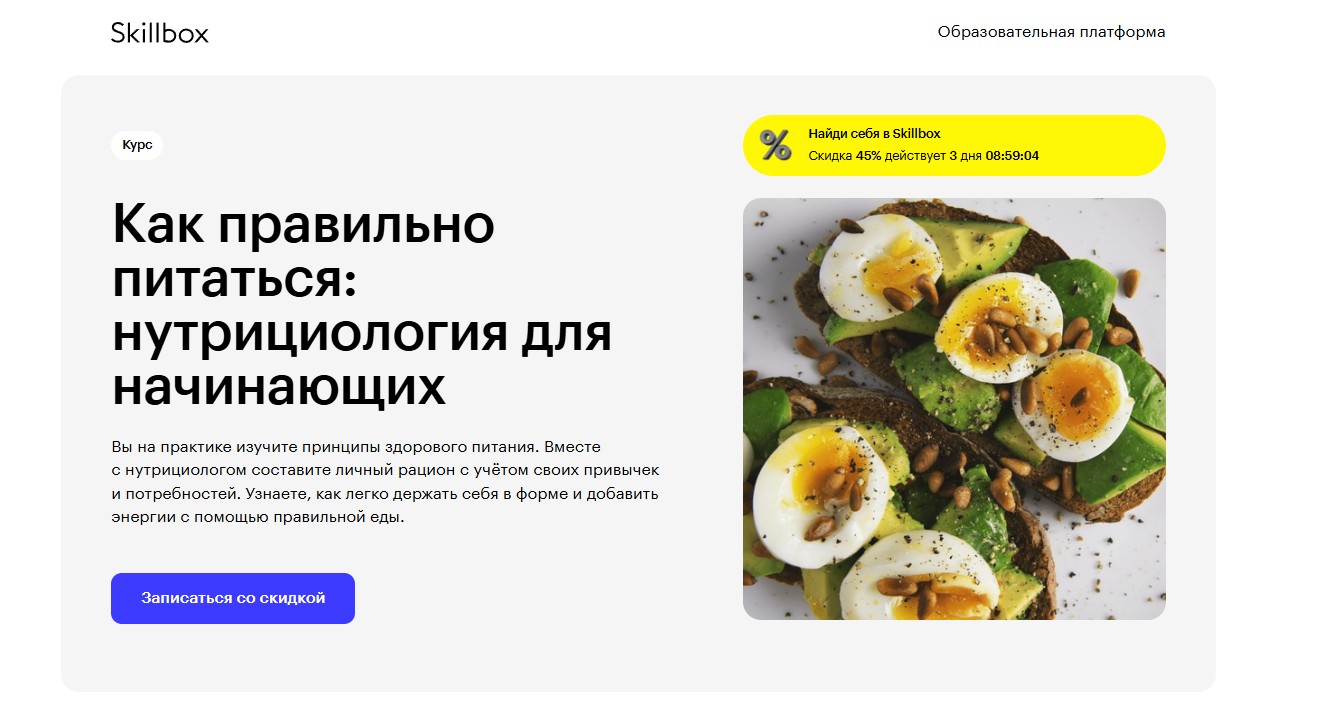 Skillbox
Образовательная платформа
Курс
Найди себя в Skillbox
Скидка 45% действует 3 дня 08:59:04
Как правильно
питаться:
нутрициология для
начинающих
Вы на практике изучите принципы здорового питания. Вместе
с нутрициологом составите личный рацион с учётом своих привычек
и потребностей. Узнаете, как легко держать себя в форме и добавить
энергии с помощью правильной еды.
Записаться со скидкой